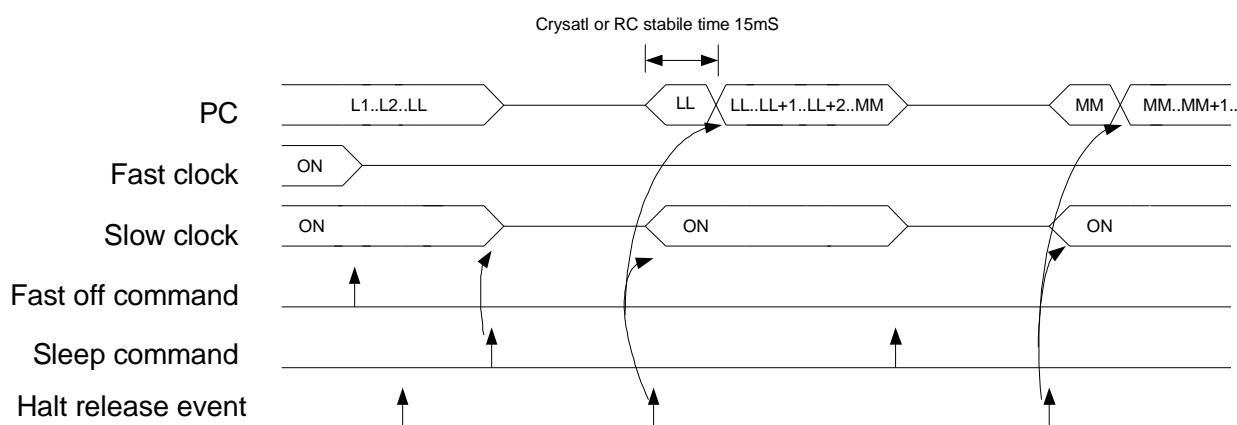 Crysatl or RC stabile time 15mS
PC L1..L2..LL LL LL..LL+1..LL+2..MM MM MM..MM+1..
Fast clock ON
Slow clock ON ON ON
Fast off command
Sleep command
Halt release event